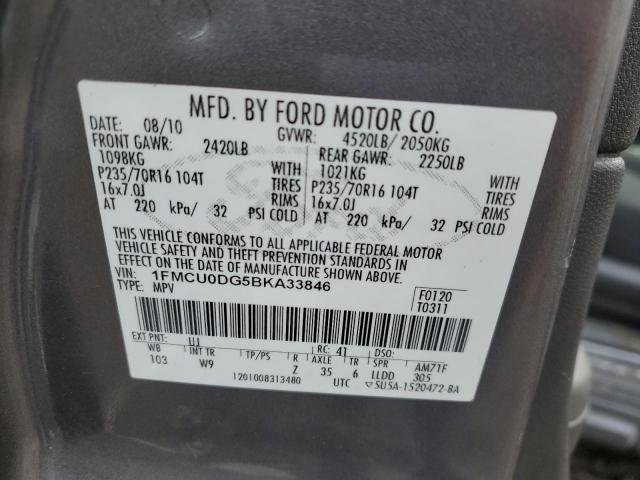 MFD. BY FORD MOTOR CO.
DATE: 08/10 GVWR: 4520LB/ 2050KG
FRONT GAWR: 2420LB REAR GAWR: 2250LB
1098KG WITH 1021KG WITH
P235/70R16 104T TIRES P235/70R16 104T TIRES
16x7.0J RIMS 16x7.0J RIMS
AT 220 kPa/ 32 PSI COLD AT 220 kPa/ 32 PSI COLD
THIS VEHICLE CONFORMS TO ALL APPLICABLE FEDERAL MOTOR
VEHICLE SAFETY AND THEFT PREVENTION STANDARDS IN
EFFECT ON THE DATE OF MANUFACTURE SHOWN ABOVE.
VIN: 1FMCU0DG5BKA33846
TYPE: MPV
F0120
T0311
EXT PNT: UJ RC: 41 DSO:
WB INT TR TP/PS R AXLE TR SPR AM71F
103 W9 Z 35 6 LLDD 305
1201008313480 UTC 5U5A-1520472-BA